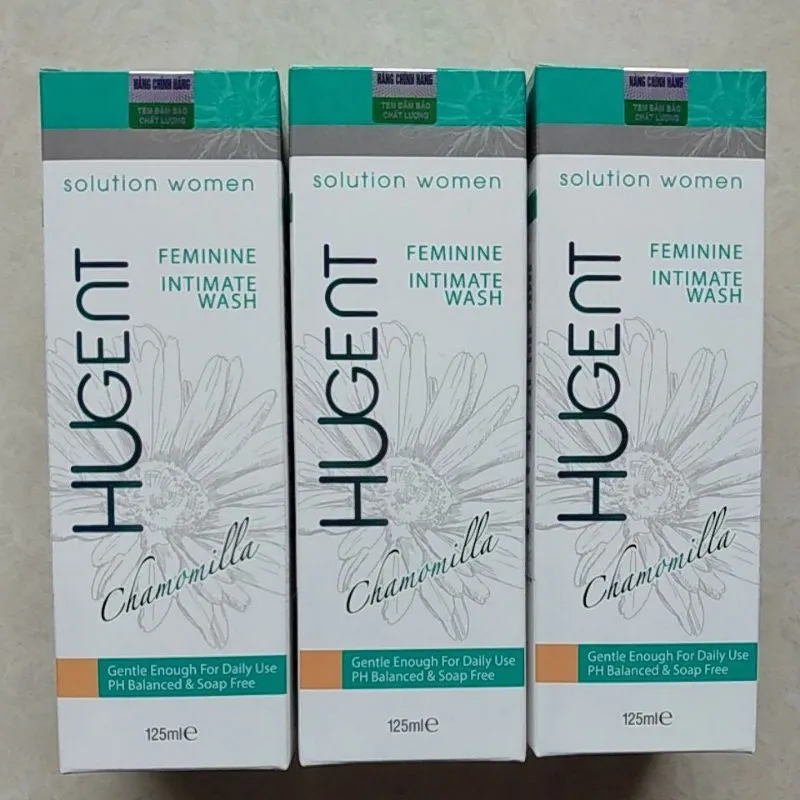 HÀNG CHÍNH HÃNG
TEM ĐẢM BẢO
CHẤT LƯỢNG
solution women
HUGENT
FEMININE
INTIMATE
WASH
Chamomilla
Gentle Enough For Daily Use
PH Balanced & Soap Free
125ml℮
HÀNG CHÍNH HÃNG
TEM ĐẢM BẢO
CHẤT LƯỢNG
solution women
HUGENT
FEMININE
INTIMATE
WASH
Chamomilla
Gentle Enough For Daily Use
PH Balanced & Soap Free
125ml℮
HÀNG CHÍNH HÃNG
TEM ĐẢM BẢO
CHẤT LƯỢNG
solution women
HUGENT
FEMININE
INTIMATE
WASH
Chamomilla
Gentle Enough For Daily Use
PH Balanced & Soap Free
125ml℮